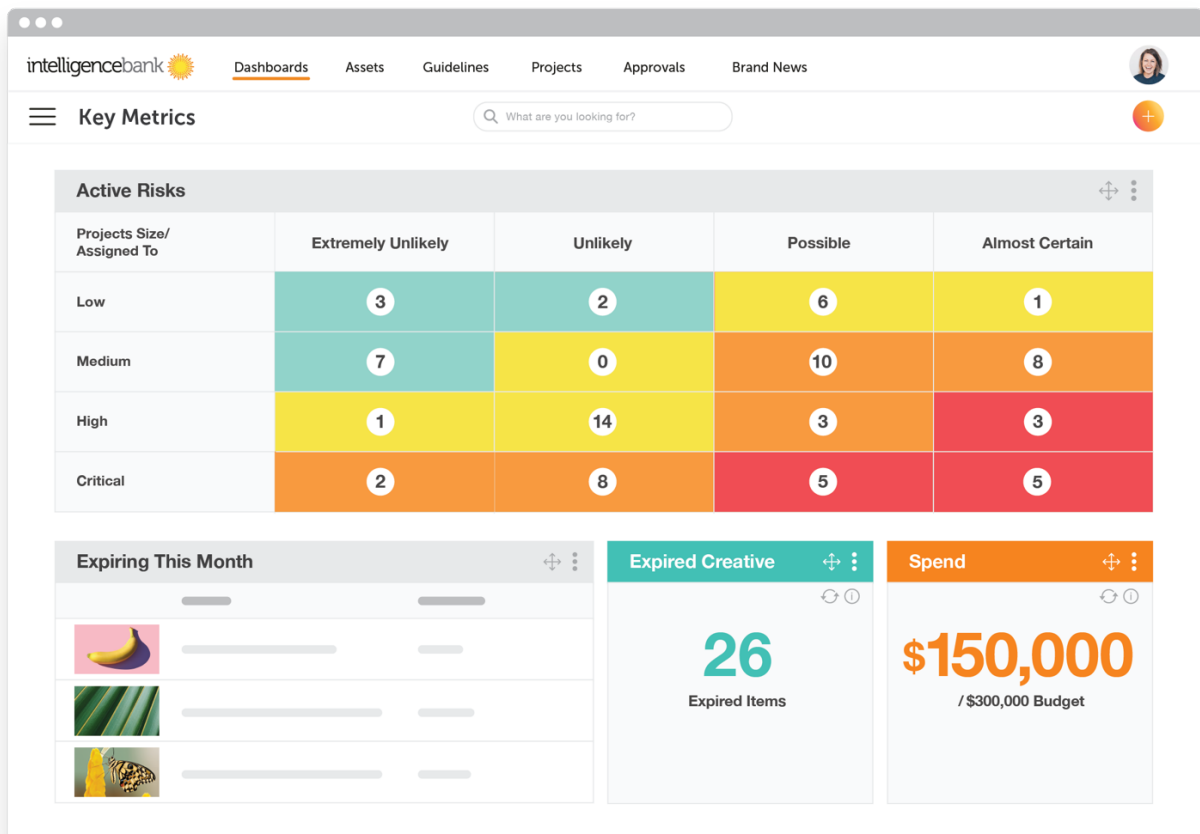 intelligencebank
Dashboards
Assets
Guidelines
Projects
Approvals
Brand News
Key Metrics
What are you looking for?
Active Risks
Projects Size/
Assigned To
Extremely Unlikely
Unlikely
Possible
Almost Certain
Low
3
2
6
1
Medium
7
0
10
8
High
1
14
3
3
Critical
2
8
5
5
Expiring This Month
Expired Creative
26
Expired Items
Spend
$150,000
/ $300,000 Budget